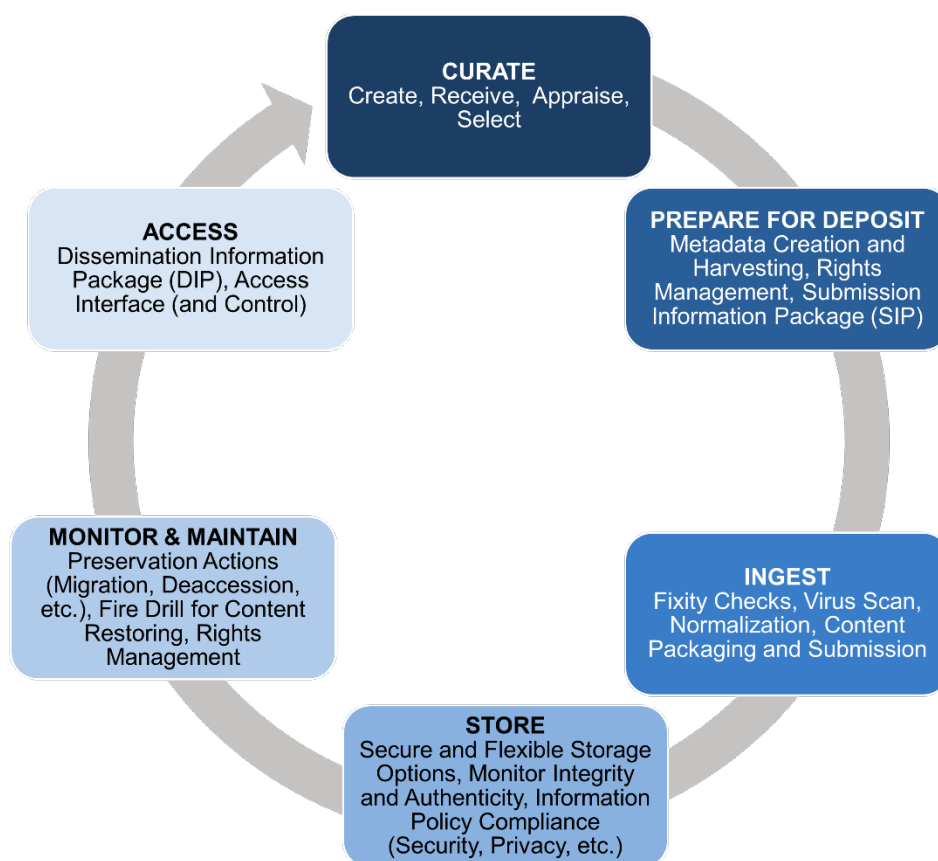 CURATE
Create, Receive, Appraise,
Select
PREPARE FOR DEPOSIT
Metadata Creation and
Harvesting, Rights
Management, Submission
Information Package (SIP)
INGEST
Fixity Checks, Virus Scan,
Normalization, Content
Packaging and Submission
STORE
Secure and Flexible Storage
Options, Monitor Integrity
and Authenticity, Information
Policy Compliance
(Security, Privacy, etc.)
MONITOR & MAINTAIN
Preservation Actions
(Migration, Deaccession,
etc.), Fire Drill for Content
Restoring, Rights
Management
ACCESS
Dissemination Information
Package (DIP), Access
Interface (and Control)